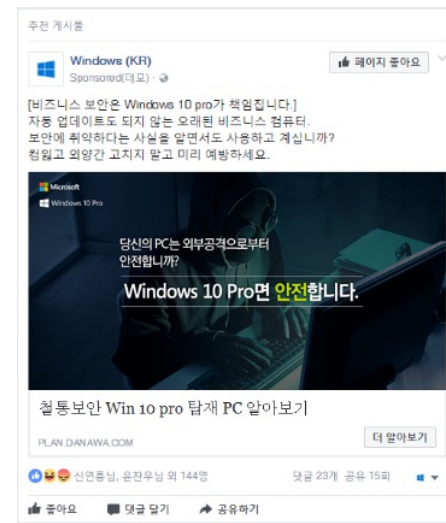 추천 게시물
Windows (KR)
Sponsored(데모) ·
페이지 좋아요
[비즈니스 보안은 Windows 10 pro가 책임집니다.]
자동 업데이트도 되지 않는 오래된 비즈니스 컴퓨터.
보안에 취약하다는 사실을 알면서도 사용하고 계십니까?
컴잃고 외양간 고치지 말고 미리 예방하세요.
Microsoft
Windows 10 Pro
당신의 PC는 외부공격으로부터
안전합니까?
Windows 10 Pro면 안전합니다.
철통보안 Win 10 pro 탑재 PC 알아보기
PLAN.DANAWA.COM
더 알아보기
신연홍님, 윤잔우님 외 144명
댓글 23개 공유 15회
좋아요 댓글 달기 공유하기